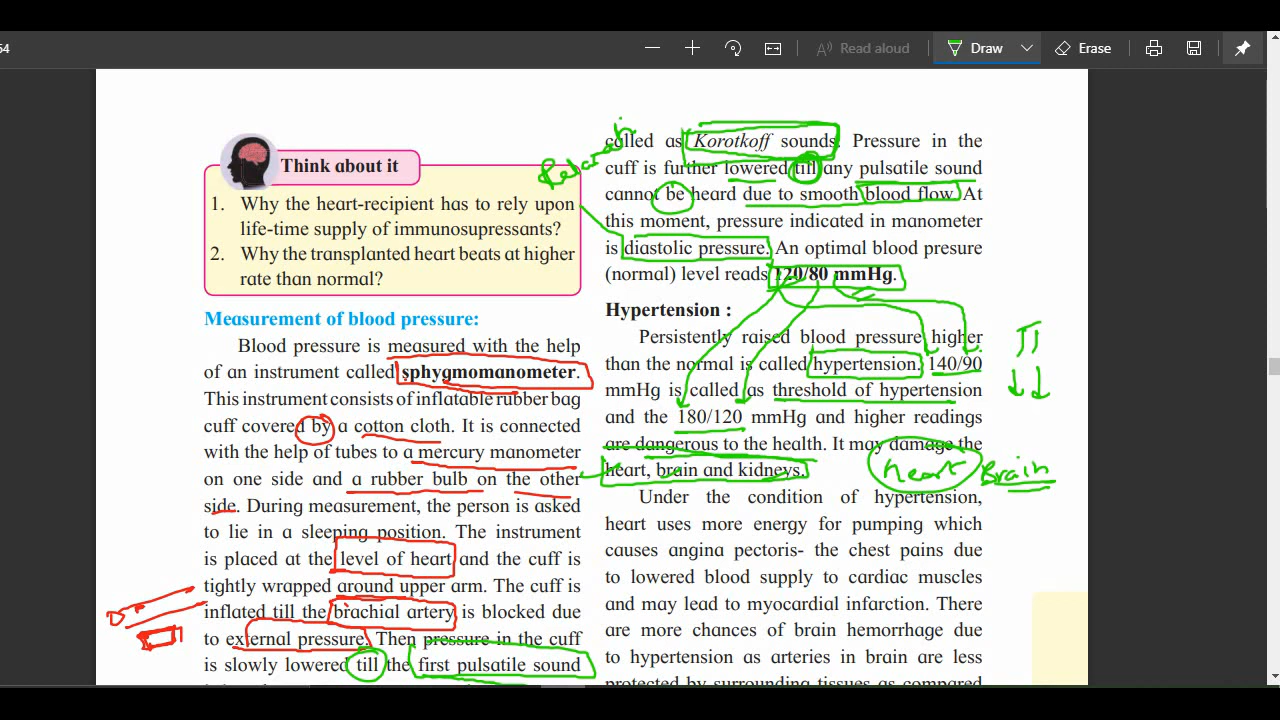 54
Read aloud
Draw
Erase
Think about it
1. Why the heart-recipient has to rely upon
life-time supply of immunosupressants?
2. Why the transplanted heart beats at higher
rate than normal?
Measurement of blood pressure:
Blood pressure is measured with the help
of an instrument called sphygmomanometer.
This instrument consists of inflatable rubber bag
cuff covered by a cotton cloth. It is connected
with the help of tubes to a mercury manometer
on one side and a rubber bulb on the other
side. During measurement, the person is asked
to lie in a sleeping position. The instrument
is placed at the level of heart and the cuff is
tightly wrapped around upper arm. The cuff is
inflated till the brachial artery is blocked due
to external pressure. Then pressure in the cuff
is slowly lowered till the first pulsatile sound
called as Korotkoff sounds. Pressure in the
cuff is further lowered till any pulsatile sound
cannot be heard due to smooth blood flow. At
this moment, pressure indicated in manometer
is diastolic pressure. An optimal blood presure
(normal) level reads 120/80 mmHg.
Hypertension :
Persistently raised blood pressure higher
than the normal is called hypertension. 140/90
mmHg is called as threshold of hypertension
and the 180/120 mmHg and higher readings
are dangerous to the health. It may damage the
heart, brain and kidneys.
heart Brain
Under the condition of hypertension,
heart uses more energy for pumping which
causes angina pectoris- the chest pains due
to lowered blood supply to cardiac muscles
and may lead to myocardial infarction. There
are more chances of brain hemorrhage due
to hypertension as arteries in brain are less
protected by surrounding tissues as compared